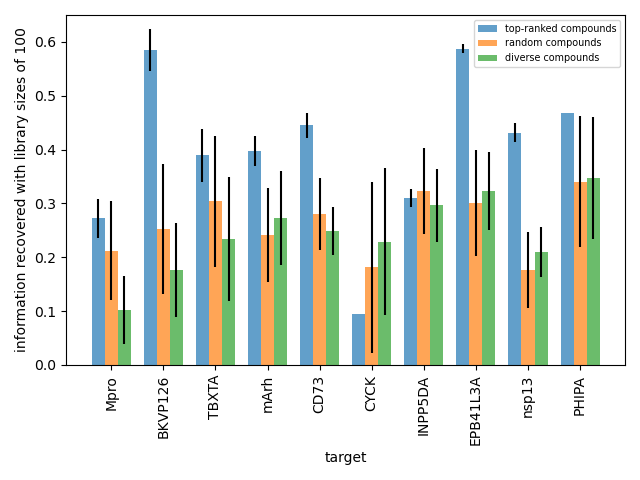 information recovered with library sizes of 100
0.6
0.5
0.4
0.3
0.2
0.1
0.0
top-ranked compounds
random compounds
diverse compounds
Mpro
BKVP126
TBXTA
mArh
CD73
CYCK
INPP5DA
EPB41L3A
nsp13
PHIPA
target